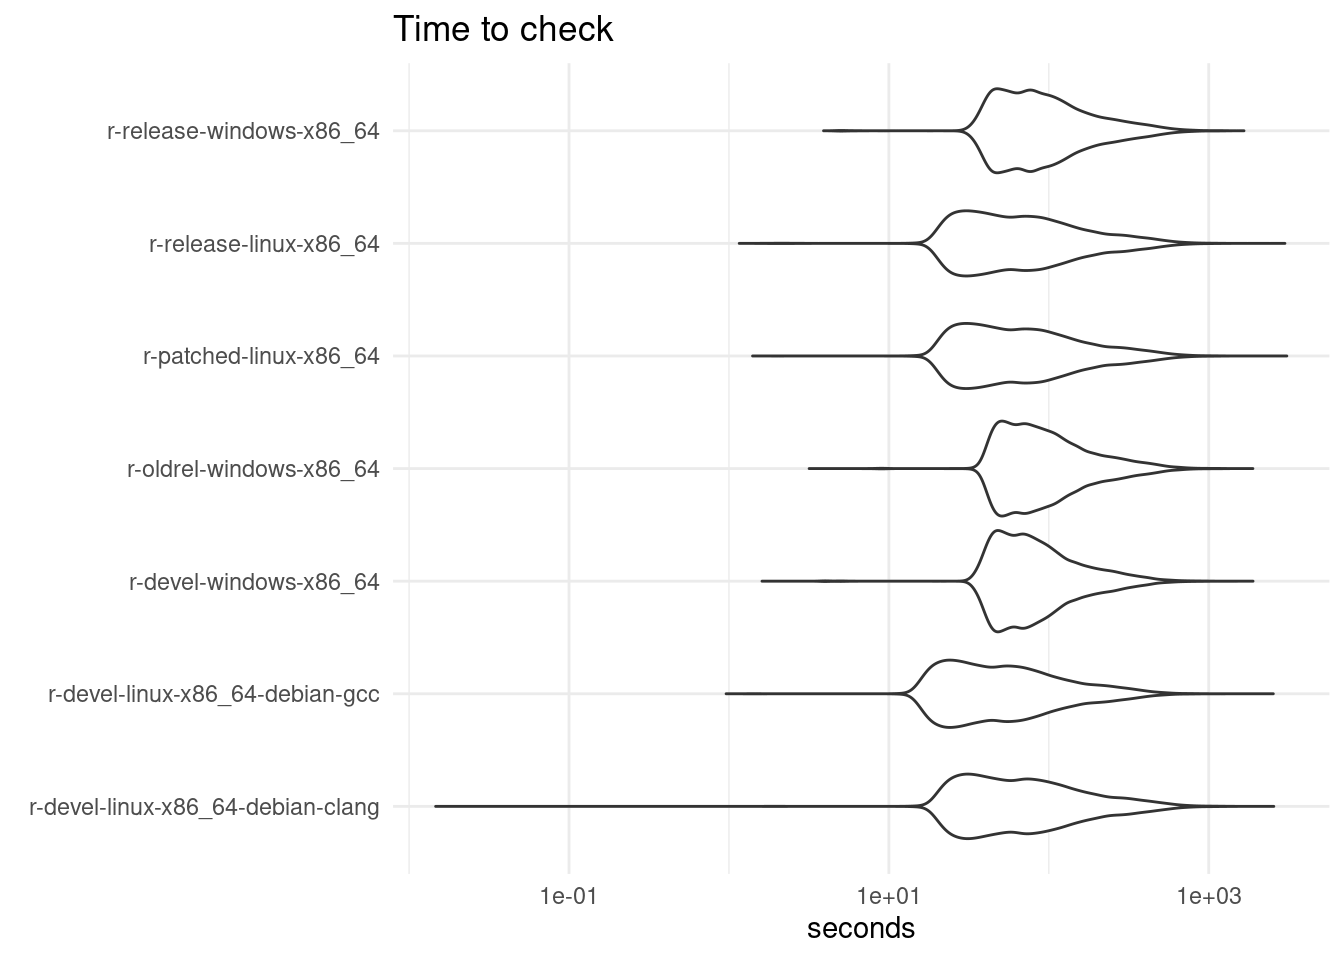 Time to check
r-release-windows-x86_64
r-release-linux-x86_64
r-patched-linux-x86_64
r-oldrel-windows-x86_64
r-devel-windows-x86_64
r-devel-linux-x86_64-debian-gcc
r-devel-linux-x86_64-debian-clang
1e-01 1e+01 1e+03
seconds